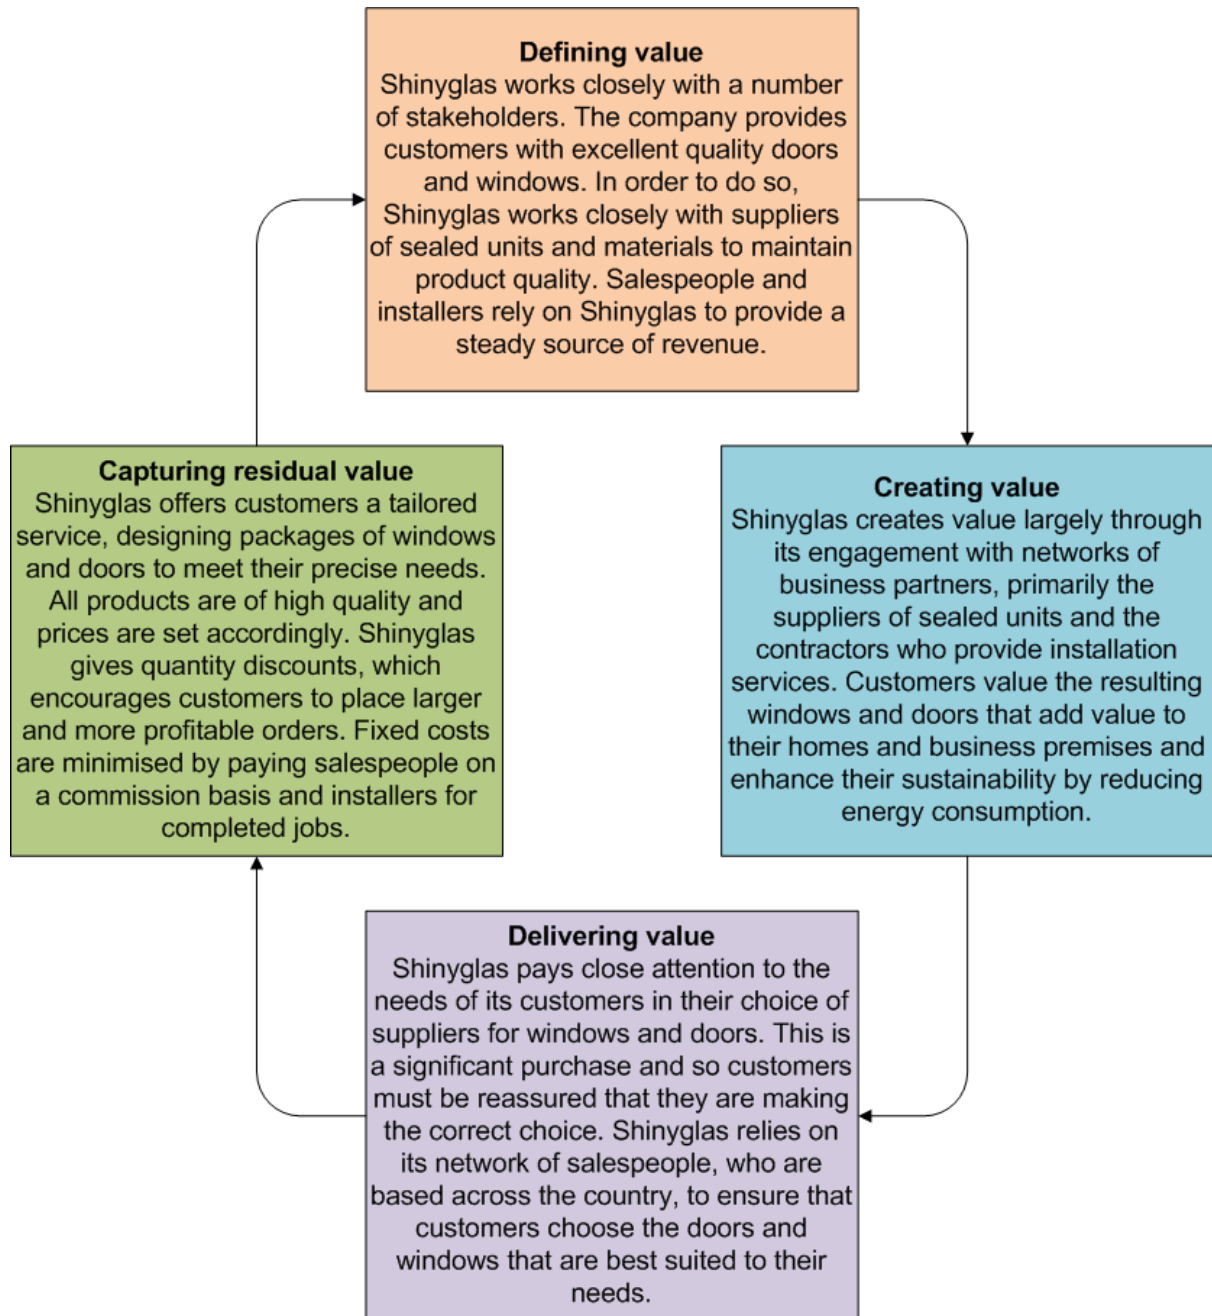 Defining value
Shinyglas works closely with a number
of stakeholders. The company provides
customers with excellent quality doors
and windows. In order to do so,
Shinyglas works closely with suppliers
of sealed units and materials to maintain
product quality. Salespeople and
installers rely on Shinyglas to provide a
steady source of revenue.
Creating value
Shinyglas creates value largely through
its engagement with networks of
business partners, primarily the
suppliers of sealed units and the
contractors who provide installation
services. Customers value the resulting
windows and doors that add value to
their homes and business premises and
enhance their sustainability by reducing
energy consumption.
Delivering value
Shinyglas pays close attention to the
needs of its customers in their choice of
suppliers for windows and doors. This is
a significant purchase and so customers
must be reassured that they are making
the correct choice. Shinyglas relies on
its network of salespeople, who are
based across the country, to ensure that
customers choose the doors and
windows that are best suited to their
needs.
Capturing residual value
Shinyglas offers customers a tailored
service, designing packages of windows
and doors to meet their precise needs.
All products are of high quality and
prices are set accordingly. Shinyglas
gives quantity discounts, which
encourages customers to place larger
and more profitable orders. Fixed costs
are minimised by paying salespeople on
a commission basis and installers for
completed jobs.